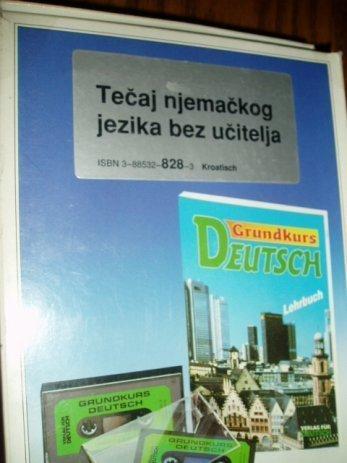 Tečaj njemačkog
jezika bez učitelja
ISBN 3-88532-828-3 Kroatisch
Grundkurs
DEUTSCH
Lehrbuch
VERLAG FÜR
GRUNDKURS
DEUTSCH
GRUNDKURS
DEUTSCH